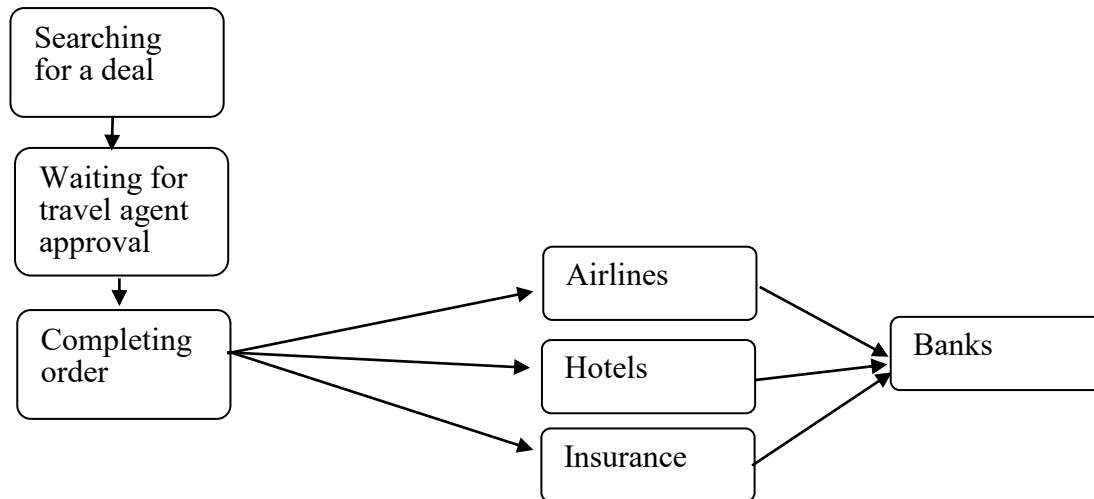 Searching
for a deal
Waiting for
travel agent
approval
Completing
order
Airlines
Hotels
Insurance
Banks